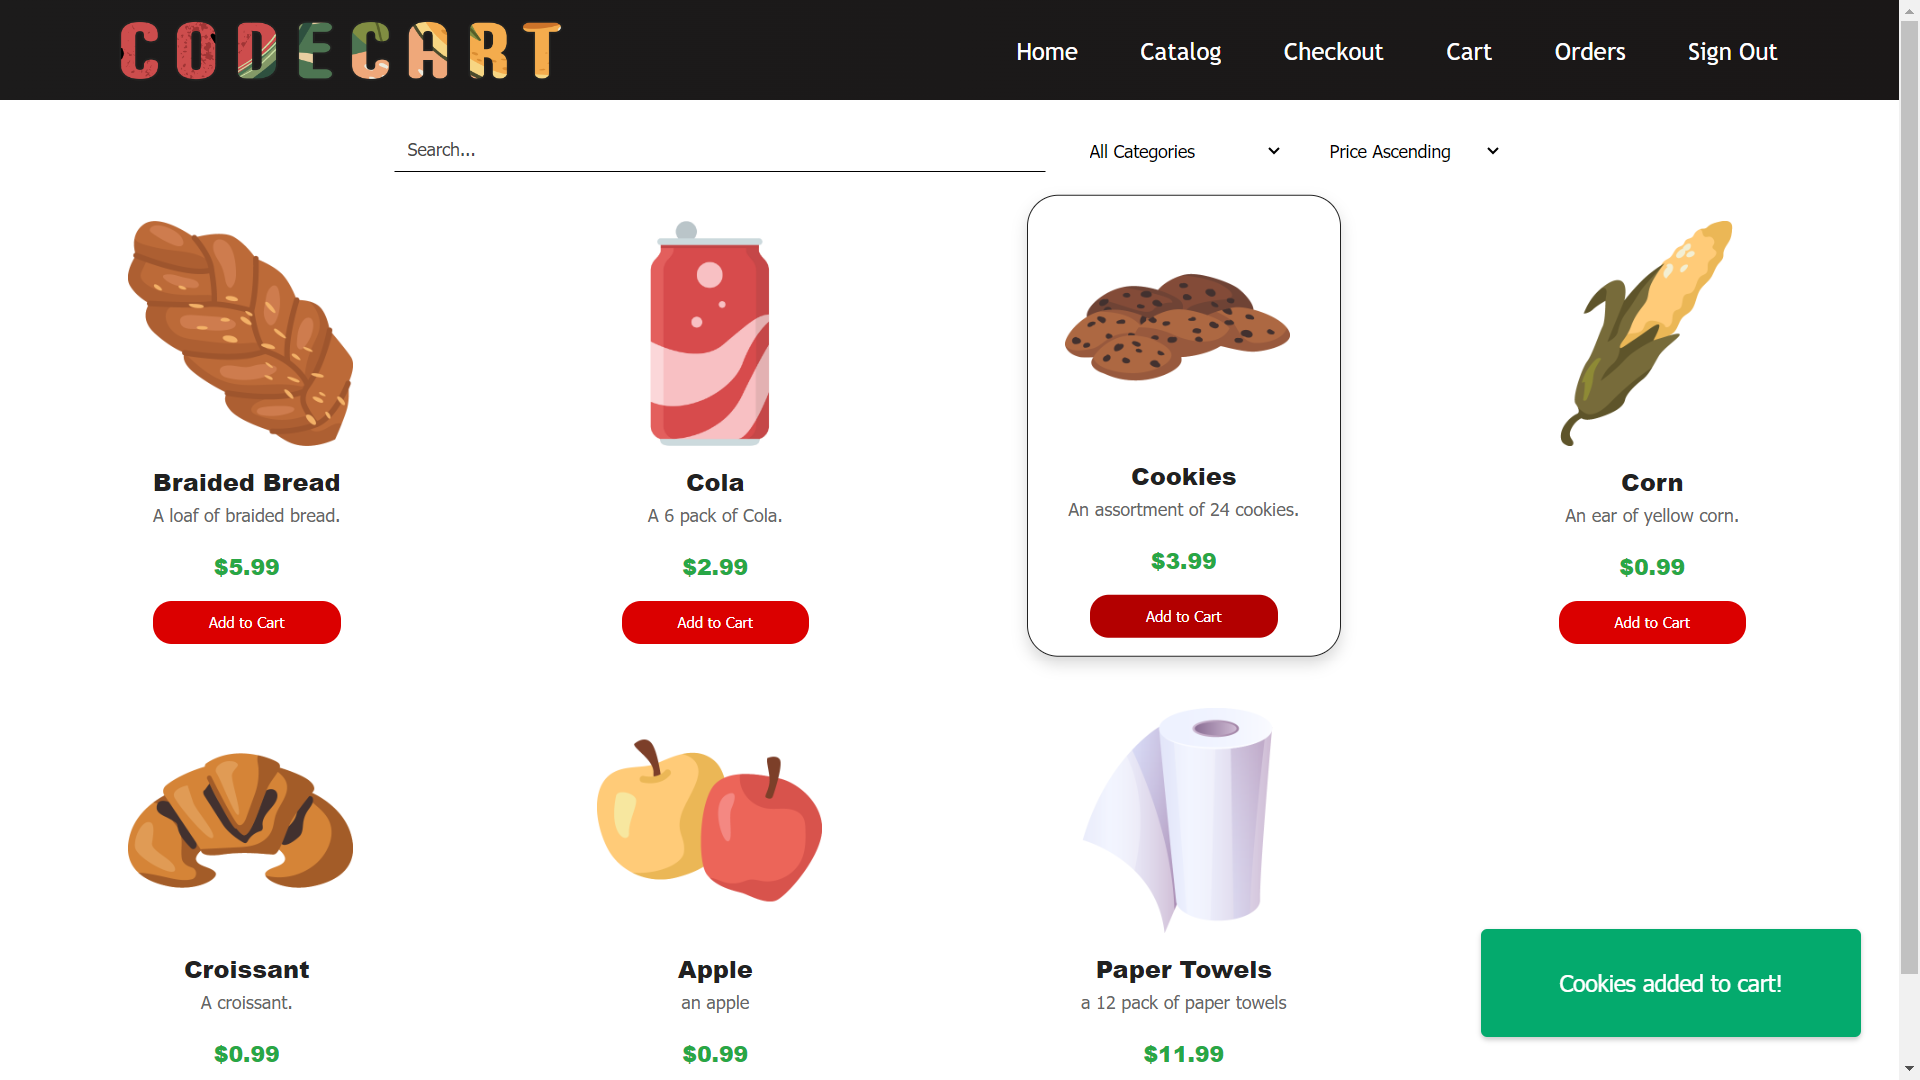 CODECART
Home Catalog Checkout Cart Orders Sign Out
Search... All Categories Price Ascending
Braided Bread
A loaf of braided bread.
$5.99
Add to Cart
Cola
A 6 pack of Cola.
$2.99
Add to Cart
Cookies
An assortment of 24 cookies.
$3.99
Add to Cart
Corn
An ear of yellow corn.
$0.99
Add to Cart
Croissant
A croissant.
$0.99
Apple
an apple
$0.99
Paper Towels
a 12 pack of paper towels
$11.99
Cookies added to cart!